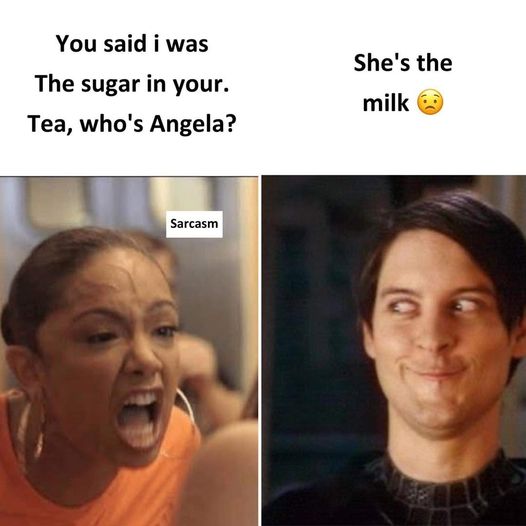 You said i was
The sugar in your.
Tea, who's Angela?
She's the
milk 😟
Sarcasm